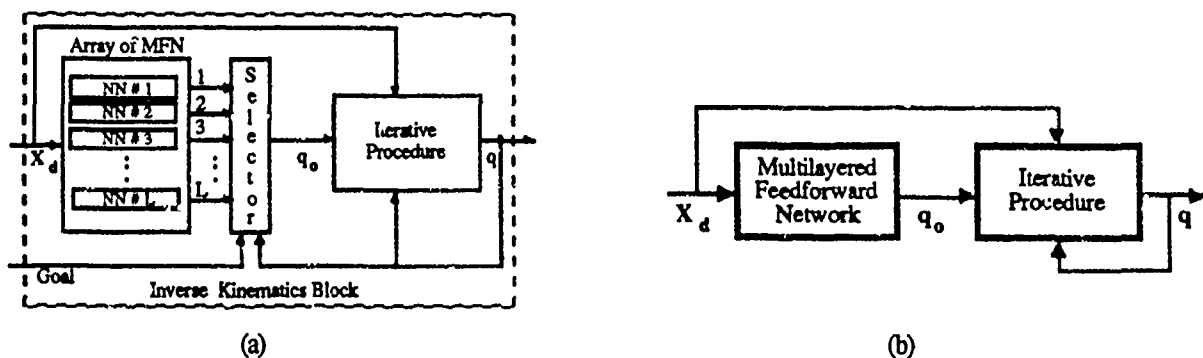 Array of MFN
NN # 1
NN # 2
NN # 3
⋮
NN # L
1
2
3
⋮
L
Selector
X d
q o
Iterative
Procedure
q
Goal
Inverse Kinematics Block
(a)
Multilayered
Feedforward
Network
X d
q o
Iterative
Procedure
q
(b)